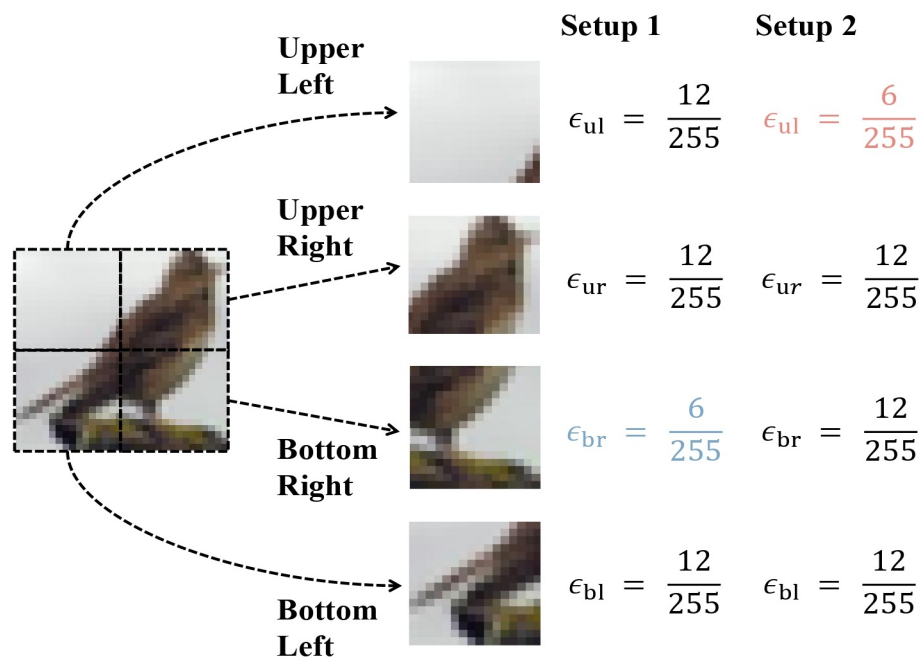 Setup 1 Setup 2
Upper
Left
ϵul = 12/255 ϵul = 6/255
Upper
Right
ϵur = 12/255 ϵur = 12/255
ϵbr = 6/255 ϵbr = 12/255
Bottom
Right
ϵbl = 12/255 ϵbl = 12/255
Bottom
Left